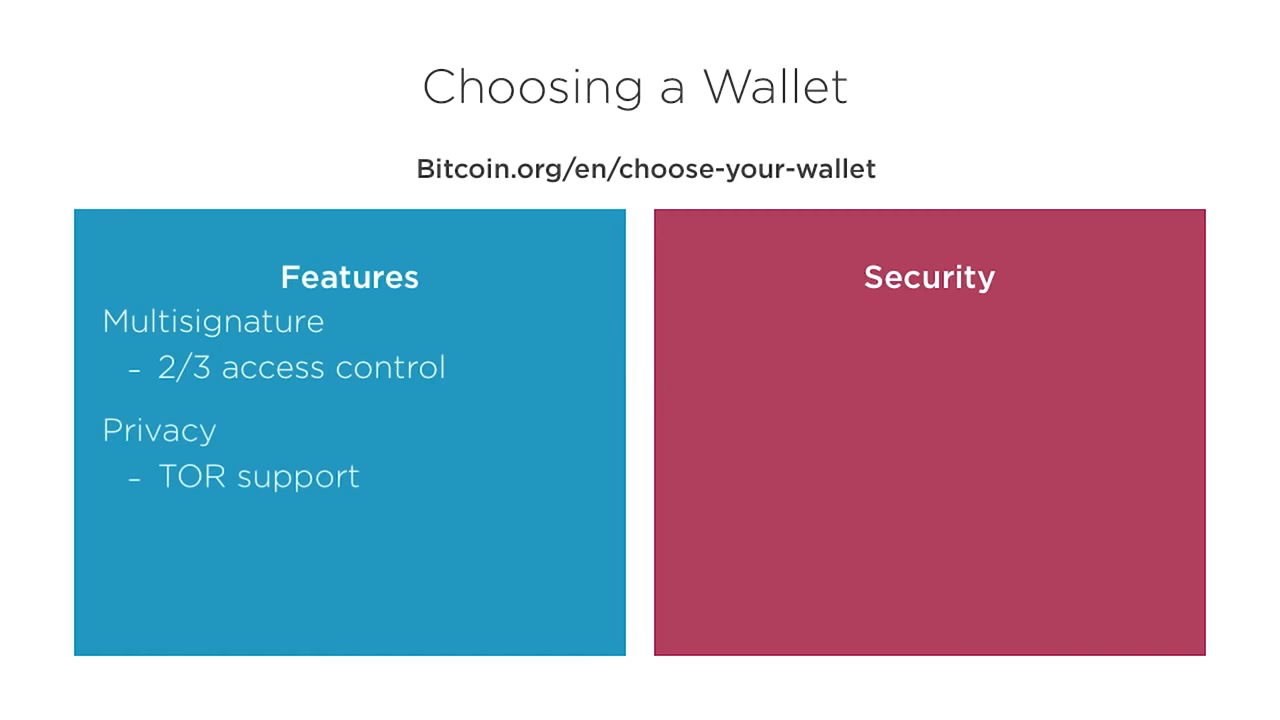 Choosing a Wallet
Bitcoin.org/en/choose-your-wallet
Features
Multisignature
– 2/3 access control
Privacy
– TOR support
Security